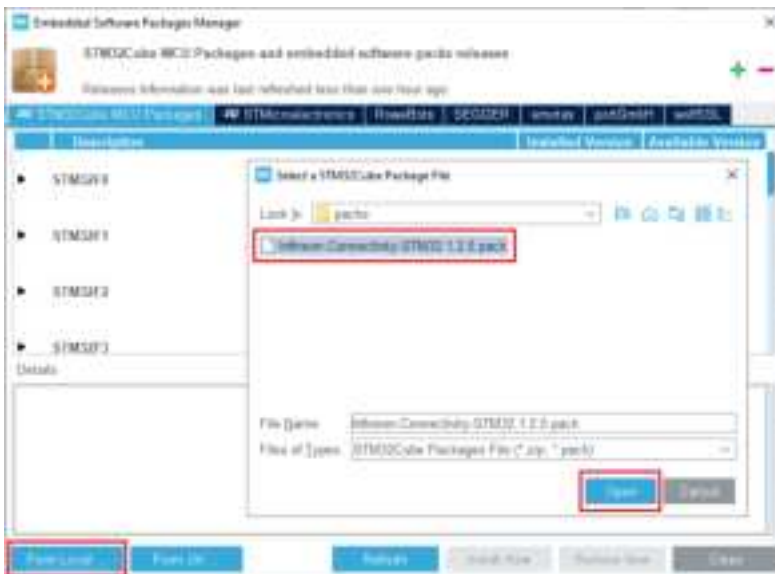 Embedded Software Packages Manager
STM32Cube MCU Packages and embedded software packs releases
Releases Information was last refreshed less than one hour ago.
STM32Cube MCU Packages STMicroelectronics RoweBots SEGGER emotas portGmbH wolfSSL
Description Installed Version Available Version
STM32F0
STM32F1
STM32F2
STM32F3
Details
Select a STM32Cube Package File
Look In: packs
Infineon.Connectivity-STM32.1.2.0.pack
File Name: Infineon.Connectivity-STM32.1.2.0.pack
Files of Type: STM32Cube Packages File (*.zip, *.pack)
Open Cancel
From Local ... From Url ... Refresh Install Now Remove Now Close